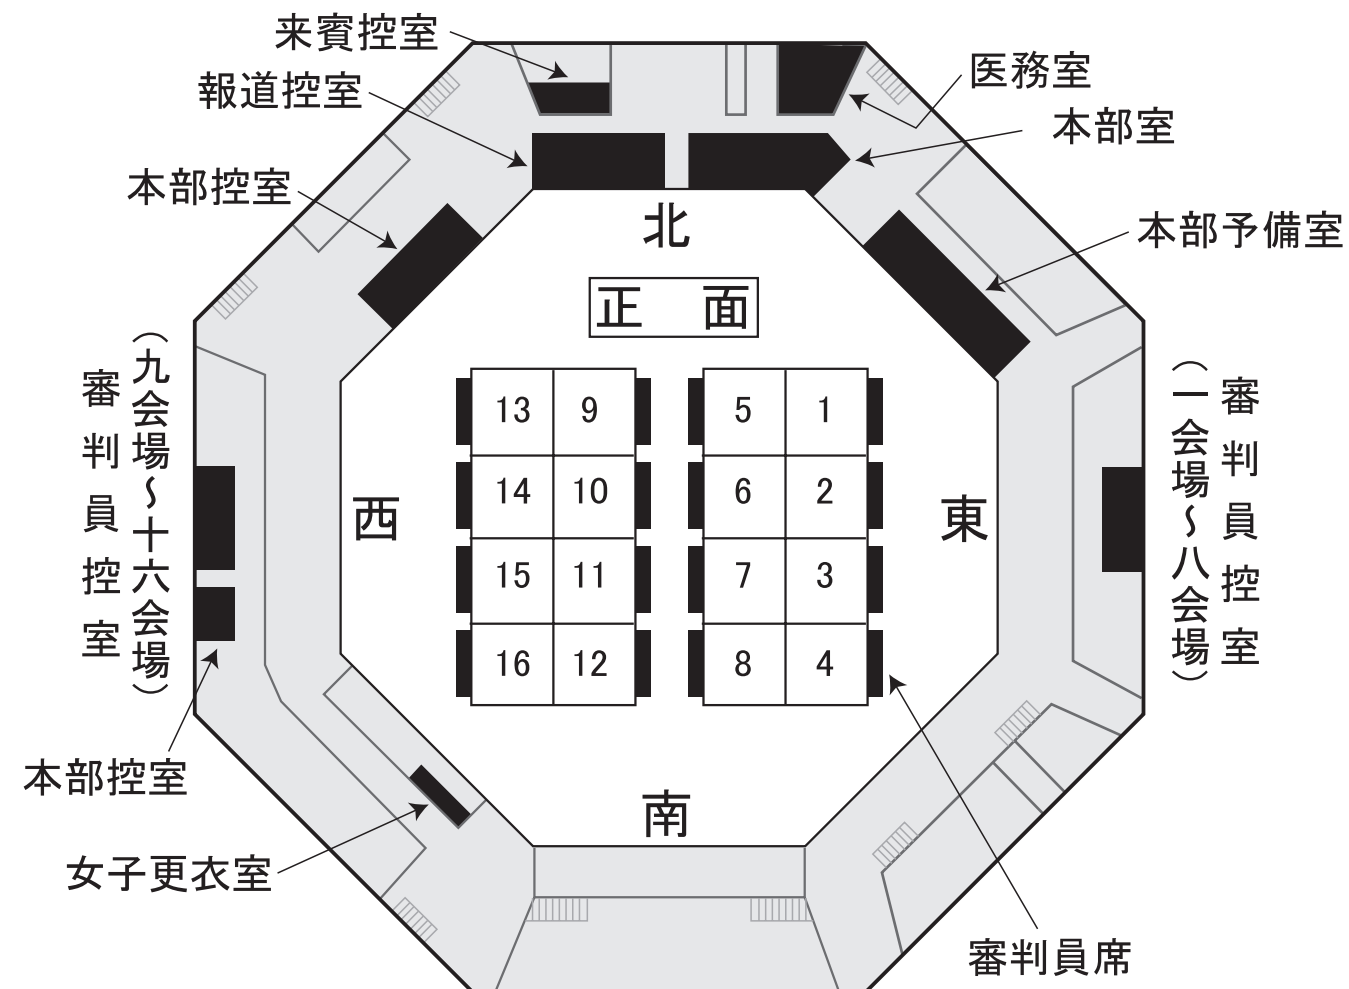 来賓控室
報道控室
本部控室
医務室
本部室
本部予備室
北
正　面
審判員控室
(九会場〜十六会場)
西
13 9 5 1
14 10 6 2
15 11 7 3
16 12 8 4
東
(一会場〜八会場)
審判員控室
本部控室
女子更衣室
南
審判員席